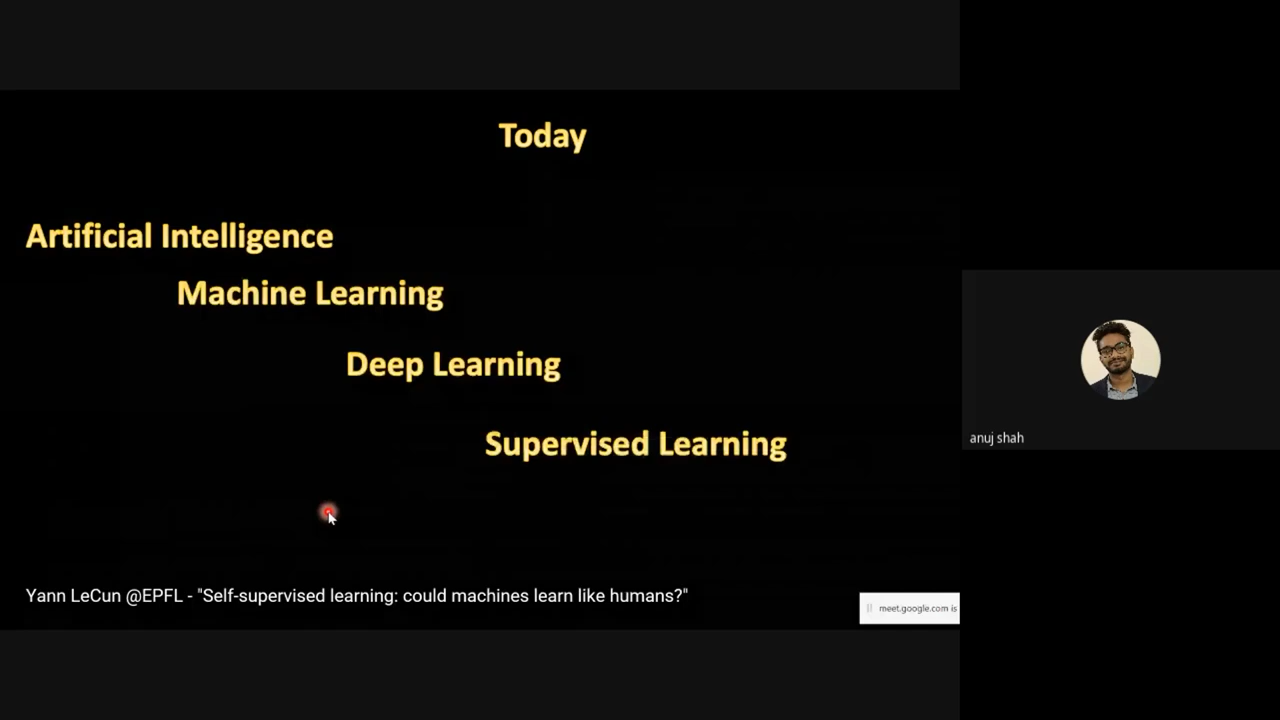 Today
Artificial Intelligence
Machine Learning
Deep Learning
Supervised Learning
Yann LeCun @EPFL - "Self-supervised learning: could machines learn like humans?"
meet.google.com is
anuj shah